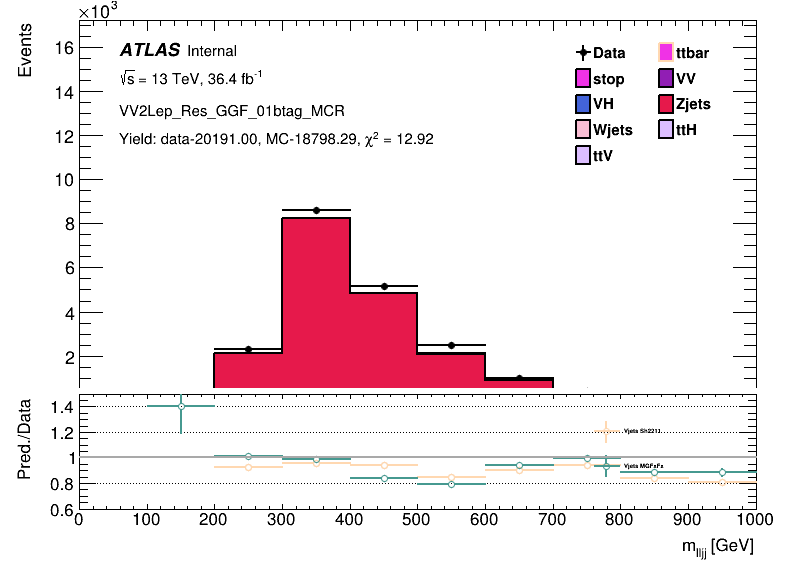 ×10³
Events
16
14
12
10
8
6
4
2
ATLAS Internal
√s = 13 TeV, 36.4 fb⁻¹
VV2Lep_Res_GGF_01btag_MCR
Yield: data-20191.00, MC-18798.29, χ² = 12.92
Data
ttbar
stop
VV
VH
Zjets
Wjets
ttH
ttV
Pred./Data
1.4
1.2
1
0.8
0.6
Vjets Sh2211
Vjets MGFxFx
0 100 200 300 400 500 600 700 800 900 1000
m_lljj [GeV]